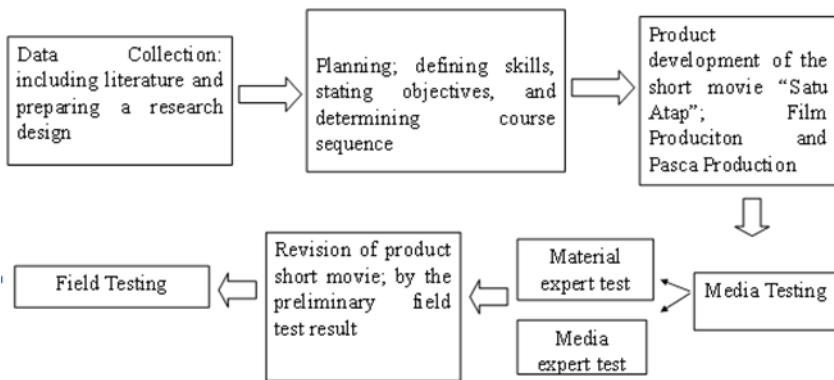 Data Collection:
including literature and
preparing a research
design
Planning; defining skills,
stating objectives, and
determining course
sequence
Product
development of the
short movie “Satu
Atap”; Film
Produciton and
Pasca Production
Media Testing
Material
expert test
Media
expert test
Revision of product
short movie; by the
preliminary field
test result
Field Testing